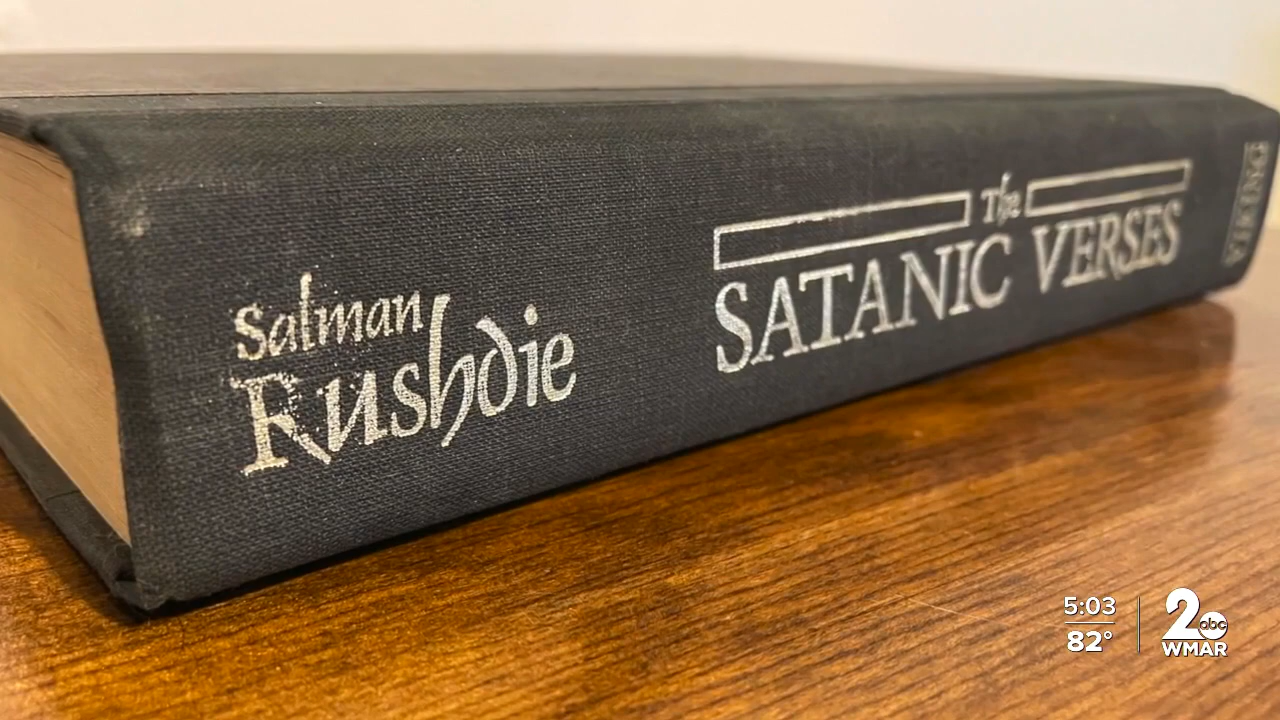 Salman
Rushdie
The
SATANIC VERSES
VIKING
5:03
82°
2 abc
WMAR